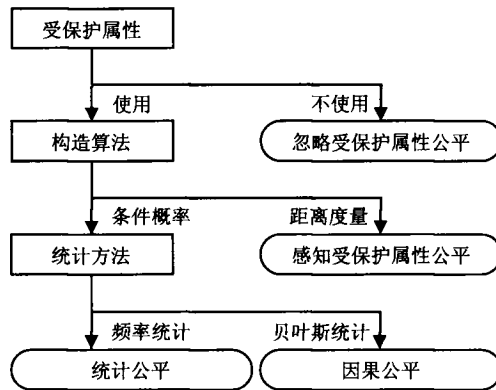 受保护属性
使用
不使用
构造算法
忽略受保护属性公平
条件概率
距离度量
统计方法
感知受保护属性公平
频率统计
贝叶斯统计
统计公平
因果公平